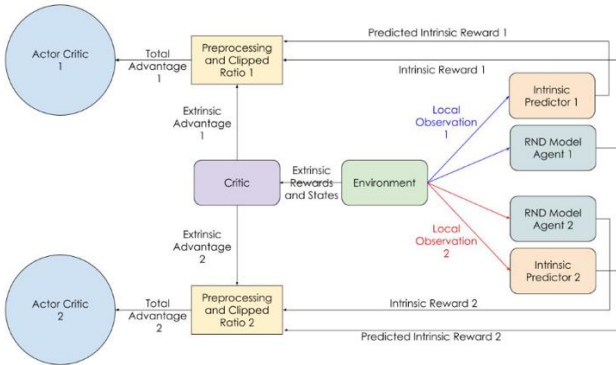 Predicted Intrinsic Reward 1
Actor Critic
1
Total
Advantage
1
Preprocessing
and Clipped
Ratio 1
Intrinsic Reward 1
Intrinsic
Predictor 1
Local
Observation
1
Extrinsic
Advantage
1
RND Model
Agent 1
Critic
Extrinsic
Rewards
and States
Environment
RND Model
Agent 2
Extrinsic
Advantage
2
Local
Observation
2
Intrinsic
Predictor 2
Actor Critic
2
Total
Advantage
2
Preprocessing
and Clipped
Ratio 2
Intrinsic Reward 2
Predicted Intrinsic Reward 2